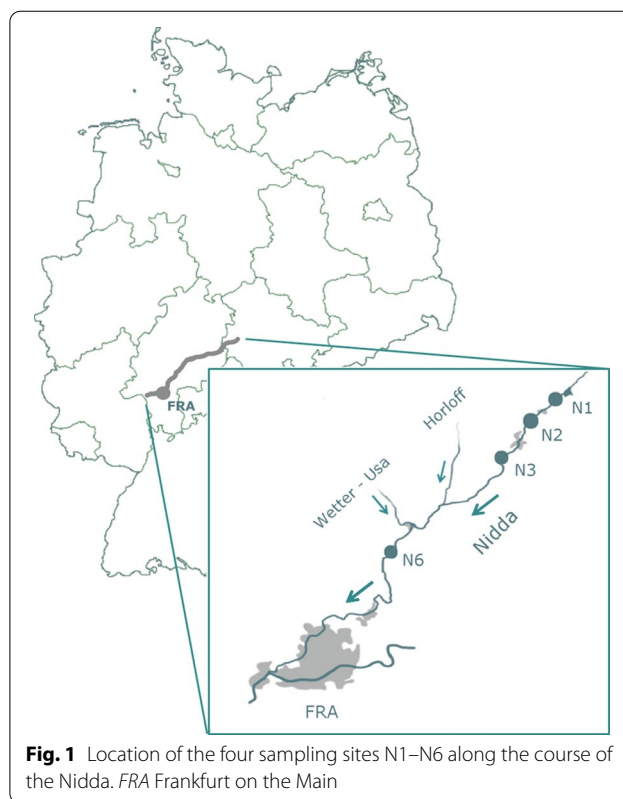 FRA
N1
N2
N3
Horloff
Wetter - Usa
Nidda
N6
FRA
Fig. 1 Location of the four sampling sites N1–N6 along the course of
the Nidda. FRA Frankfurt on the Main